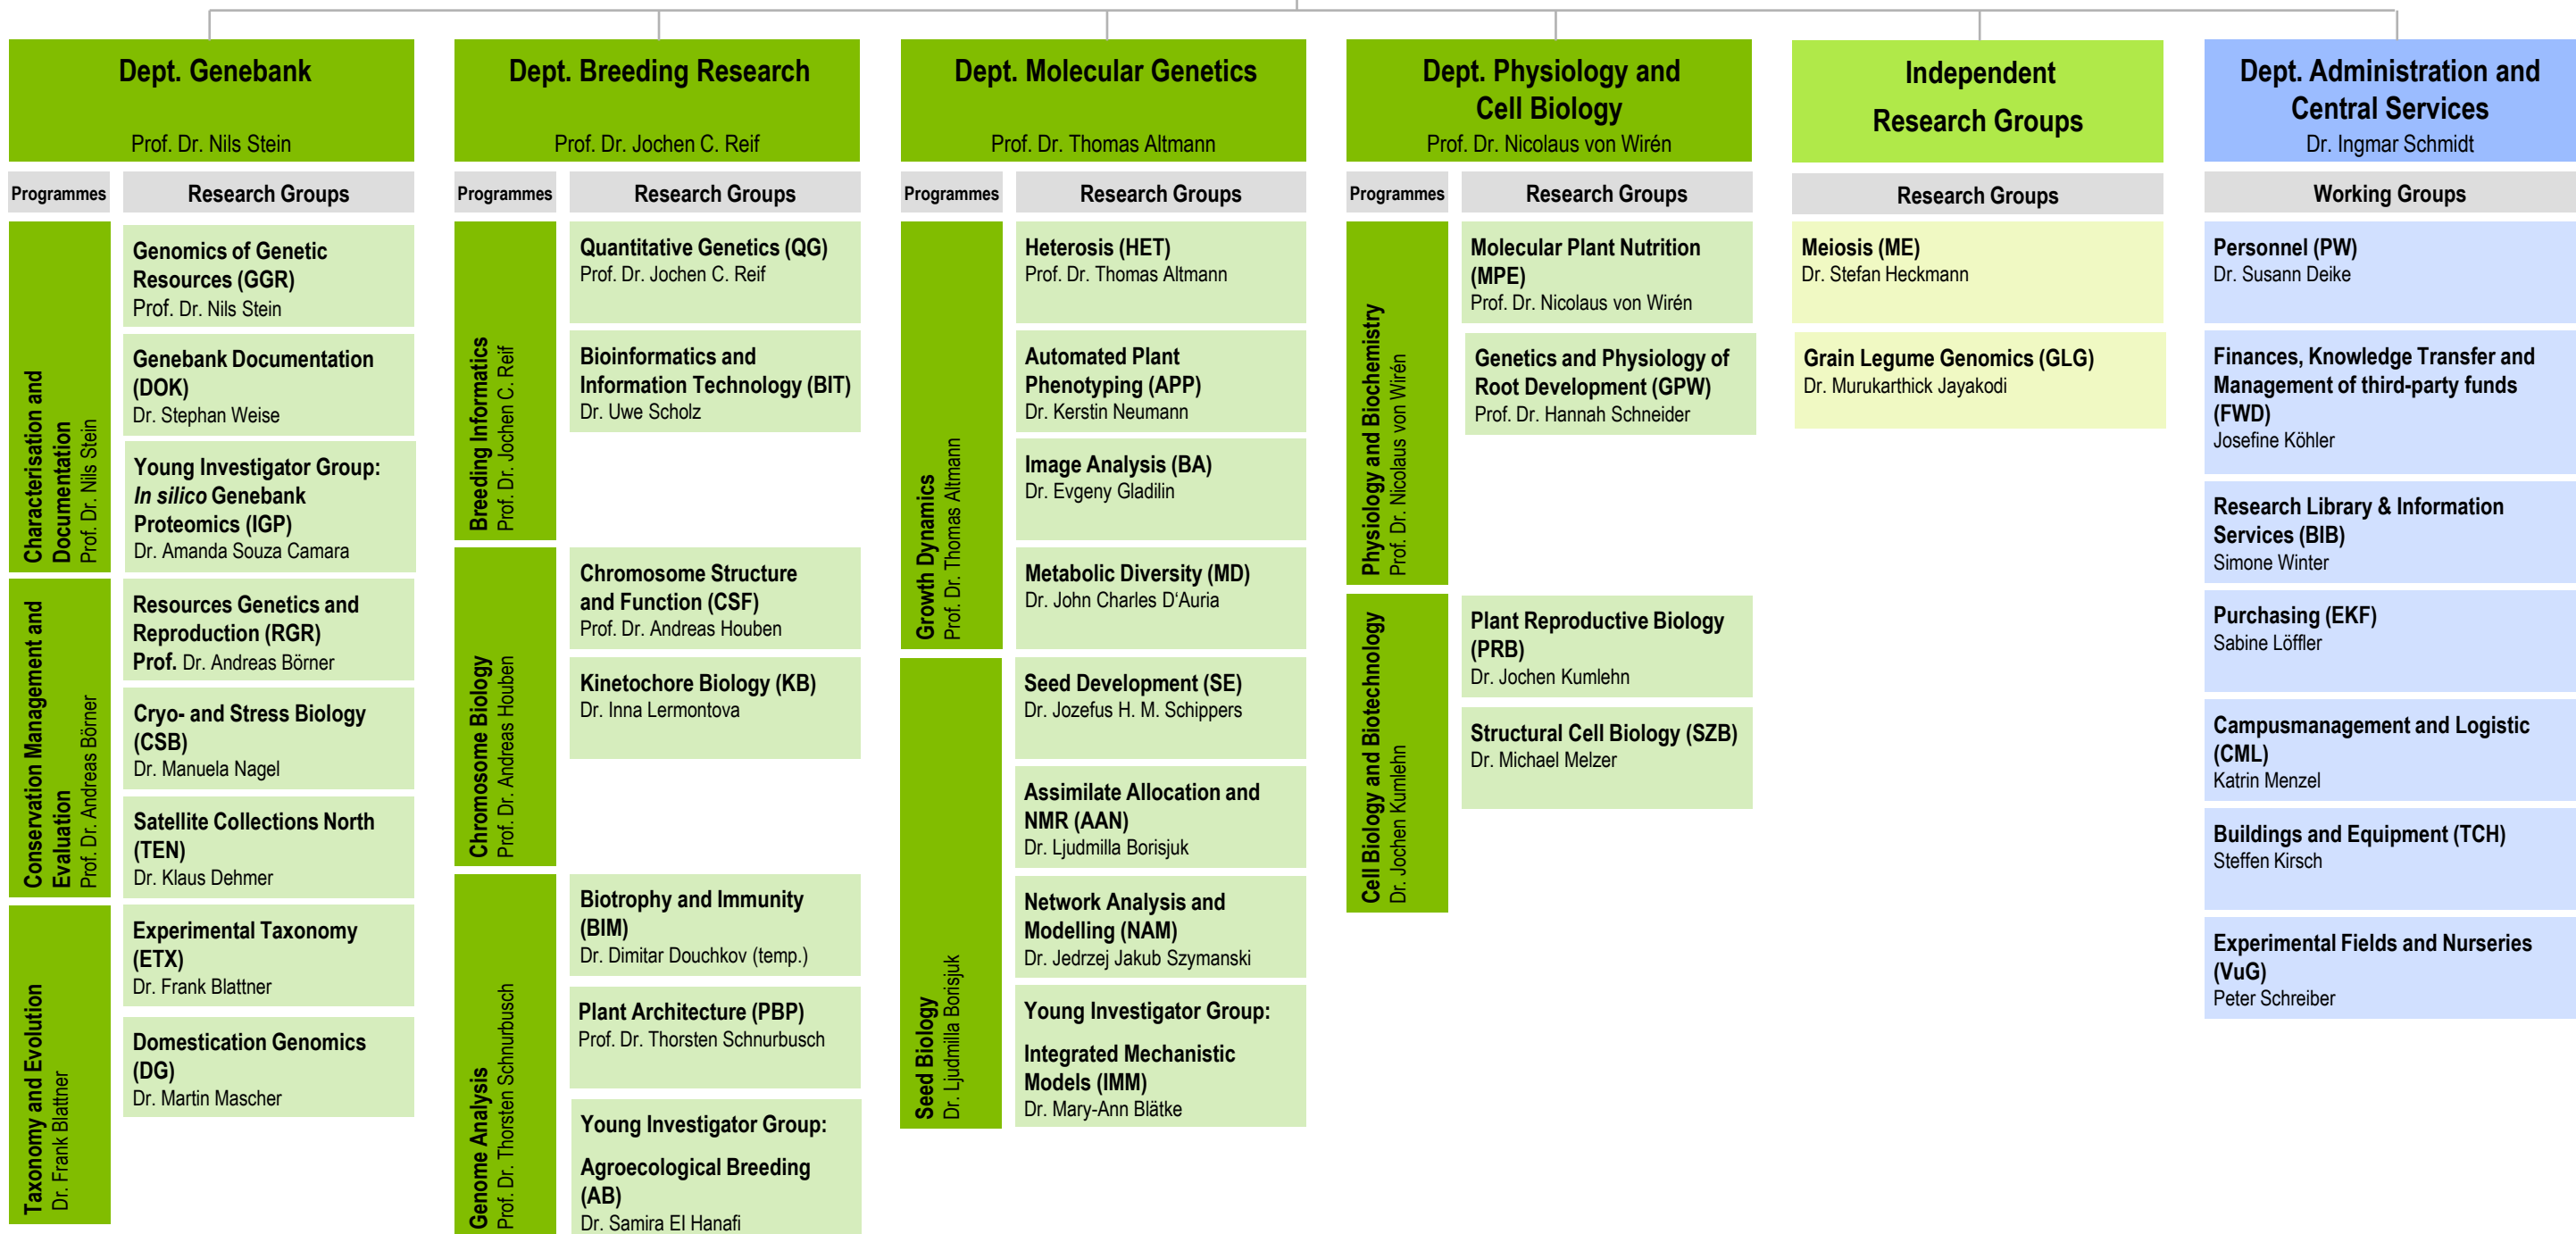 Dept. Genebank
Prof. Dr. Nils Stein
Programmes
Research Groups
Characterisation and
Documentation
Prof. Dr. Nils Stein
Genomics of Genetic
Resources (GGR)
Prof. Dr. Nils Stein
Genebank Documentation
(DOK)
Dr. Stephan Weise
Young Investigator Group:
In silico Genebank
Proteomics (IGP)
Dr. Amanda Souza Camara
Conservation Management and
Evaluation
Prof. Dr. Andreas Börner
Resources Genetics and
Reproduction (RGR)
Prof. Dr. Andreas Börner
Cryo- and Stress Biology
(CSB)
Dr. Manuela Nagel
Satellite Collections North
(TEN)
Dr. Klaus Dehmer
Taxonomy and Evolution
Dr. Frank Blattner
Experimental Taxonomy
(ETX)
Dr. Frank Blattner
Domestication Genomics
(DG)
Dr. Martin Mascher
Dept. Breeding Research
Prof. Dr. Jochen C. Reif
Programmes
Research Groups
Breeding Informatics
Prof. Dr. Jochen C. Reif
Quantitative Genetics (QG)
Prof. Dr. Jochen C. Reif
Bioinformatics and
Information Technology (BIT)
Dr. Uwe Scholz
Chromosome Biology
Prof. Dr. Andreas Houben
Chromosome Structure
and Function (CSF)
Prof. Dr. Andreas Houben
Kinetochore Biology (KB)
Dr. Inna Lermontova
Genome Analysis
Prof. Dr. Thorsten Schnurbusch
Biotrophy and Immunity
(BIM)
Dr. Dimitar Douchkov (temp.)
Plant Architecture (PBP)
Prof. Dr. Thorsten Schnurbusch
Young Investigator Group:
Agroecological Breeding
(AB)
Dr. Samira El Hanafi
Dept. Molecular Genetics
Prof. Dr. Thomas Altmann
Programmes
Research Groups
Growth Dynamics
Prof. Dr. Thomas Altmann
Heterosis (HET)
Prof. Dr. Thomas Altmann
Automated Plant
Phenotyping (APP)
Dr. Kerstin Neumann
Image Analysis (BA)
Dr. Evgeny Gladilin
Metabolic Diversity (MD)
Dr. John Charles D‘Auria
Seed Biology
Dr. Ljudmilla Borisjuk
Seed Development (SE)
Dr. Jozefus H. M. Schippers
Assimilate Allocation and
NMR (AAN)
Dr. Ljudmilla Borisjuk
Network Analysis and
Modelling (NAM)
Dr. Jedrzej Jakub Szymanski
Young Investigator Group:
Integrated Mechanistic
Models (IMM)
Dr. Mary-Ann Blätke
Dept. Physiology and
Cell Biology
Prof. Dr. Nicolaus von Wirén
Programmes
Research Groups
Physiology and Biochemistry
Prof. Dr. Nicolaus von Wirén
Molecular Plant Nutrition
(MPE)
Prof. Dr. Nicolaus von Wirén
Genetics and Physiology of
Root Development (GPW)
Prof. Dr. Hannah Schneider
Cell Biology and Biotechnology
Dr. Jochen Kumlehn
Plant Reproductive Biology
(PRB)
Dr. Jochen Kumlehn
Structural Cell Biology (SZB)
Dr. Michael Melzer
Independent
Research Groups
Research Groups
Meiosis (ME)
Dr. Stefan Heckmann
Grain Legume Genomics (GLG)
Dr. Murukarthick Jayakodi
Dept. Administration and
Central Services
Dr. Ingmar Schmidt
Working Groups
Personnel (PW)
Dr. Susann Deike
Finances, Knowledge Transfer and
Management of third-party funds
(FWD)
Josefine Köhler
Research Library & Information
Services (BIB)
Simone Winter
Purchasing (EKF)
Sabine Löffler
Campusmanagement and Logistic
(CML)
Katrin Menzel
Buildings and Equipment (TCH)
Steffen Kirsch
Experimental Fields and Nurseries
(VuG)
Peter Schreiber